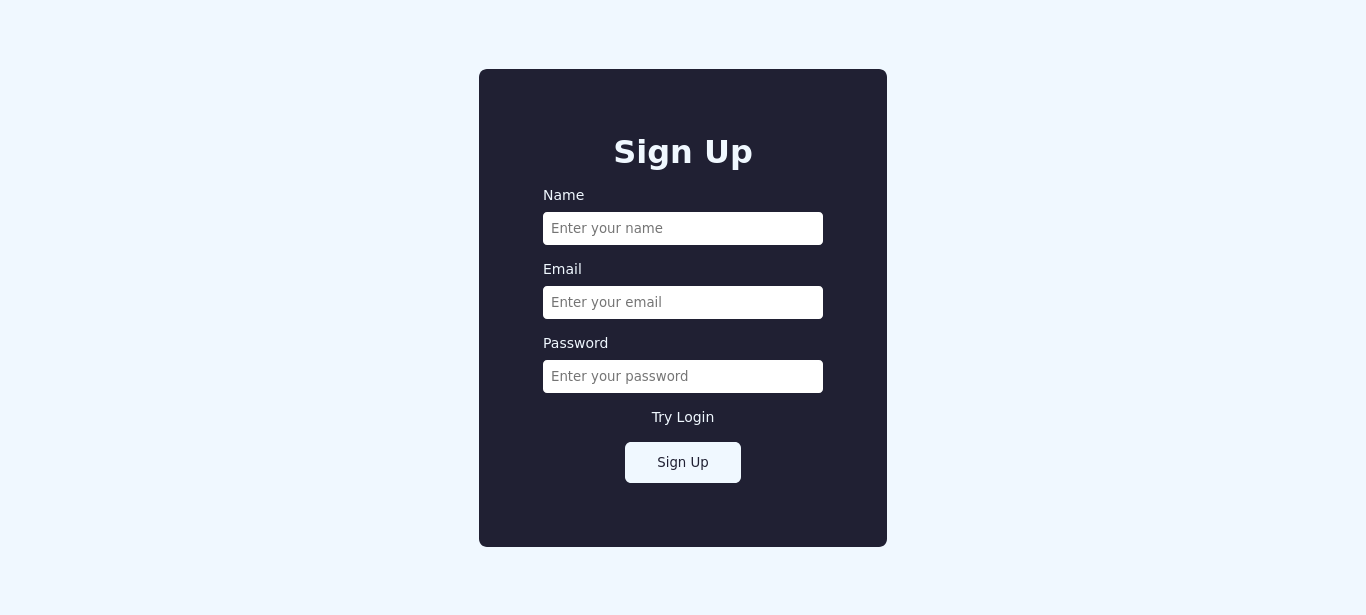 Sign Up
Name
Enter your name
Email
Enter your email
Password
Enter your password
Try Login
Sign Up